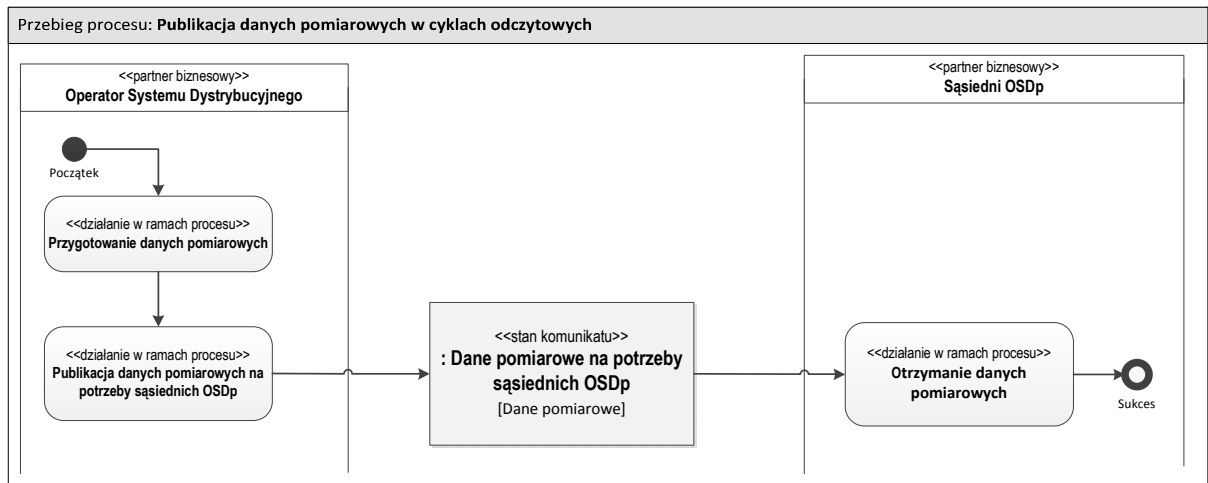 Przebieg procesu: Publikacja danych pomiarowych w cyklach odczytowych
<<partner biznesowy>>
Operator Systemu Dystrybucyjnego
Początek
<<działanie w ramach procesu>>
Przygotowanie danych pomiarowych
<<działanie w ramach procesu>>
Publikacja danych pomiarowych na
potrzeby sąsiednich OSDp
<<stan komunikatu>>
: Dane pomiarowe na potrzeby
sąsiednich OSDp
[Dane pomiarowe]
<<partner biznesowy>>
Sąsiedni OSDp
<<działanie w ramach procesu>>
Otrzymanie danych
pomiarowych
Sukces